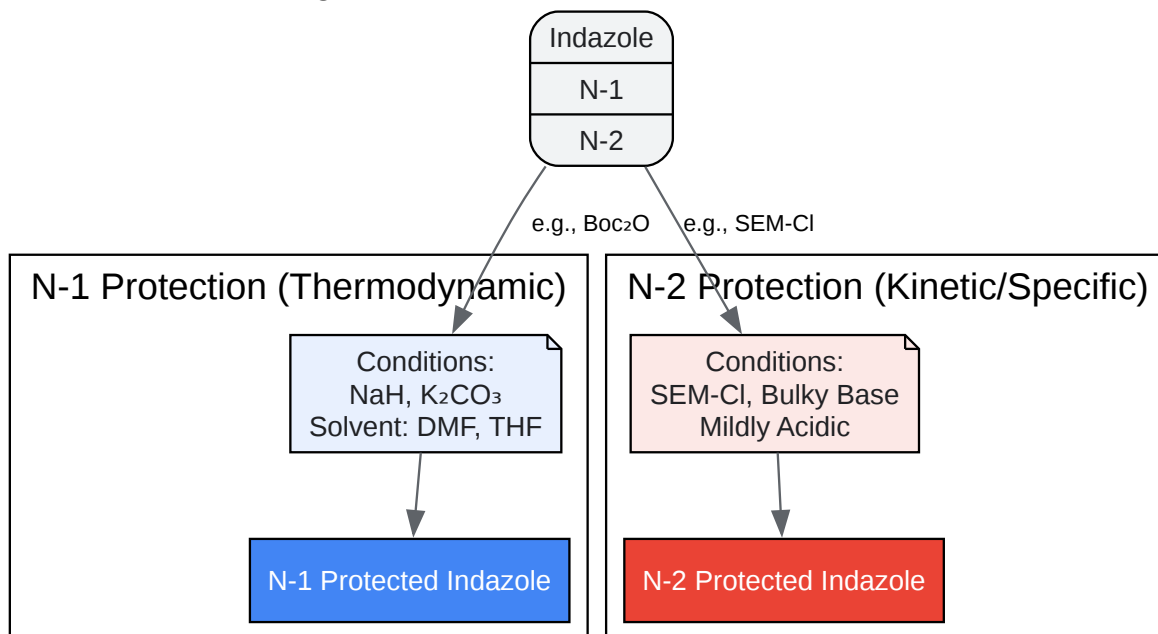 Indazole
N-1
N-2
e.g., Boc₂O
e.g., SEM-Cl
N-1 Protection (Thermodynamic)
Conditions:
NaH, K₂CO₃
Solvent: DMF, THF
N-1 Protected Indazole
N-2 Protection (Kinetic/Specific)
Conditions:
SEM-Cl, Bulky Base
Mildly Acidic
N-2 Protected Indazole